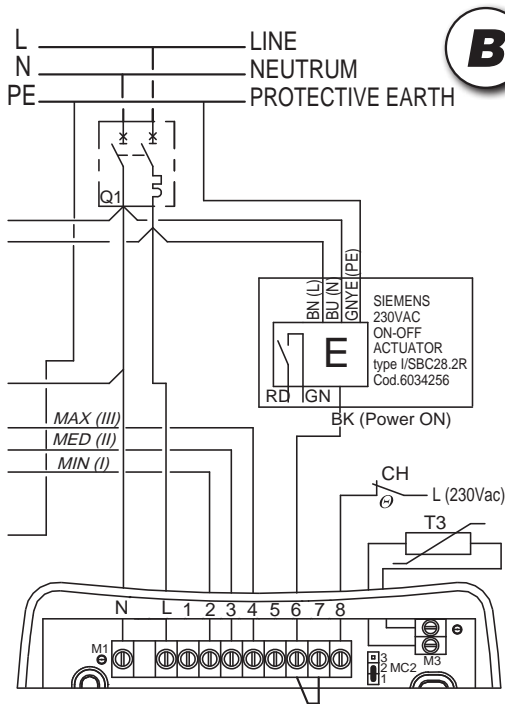 L LINE
N NEUTRUM
PE PROTECTIVE EARTH
B
Q1
BN (L)
BU (N)
GNYE (PE)
SIEMENS
230VAC
ON-OFF
ACTUATOR
type I/SBC28.2R
Cod.6034256
E
RD GN
BK (Power ON)
MAX (III)
MED (II)
MIN (I)
CH
Θ
L (230Vac)
T3
N L 1 2 3 4 5 6 7 8
M1
3
2
1
MC2
M3